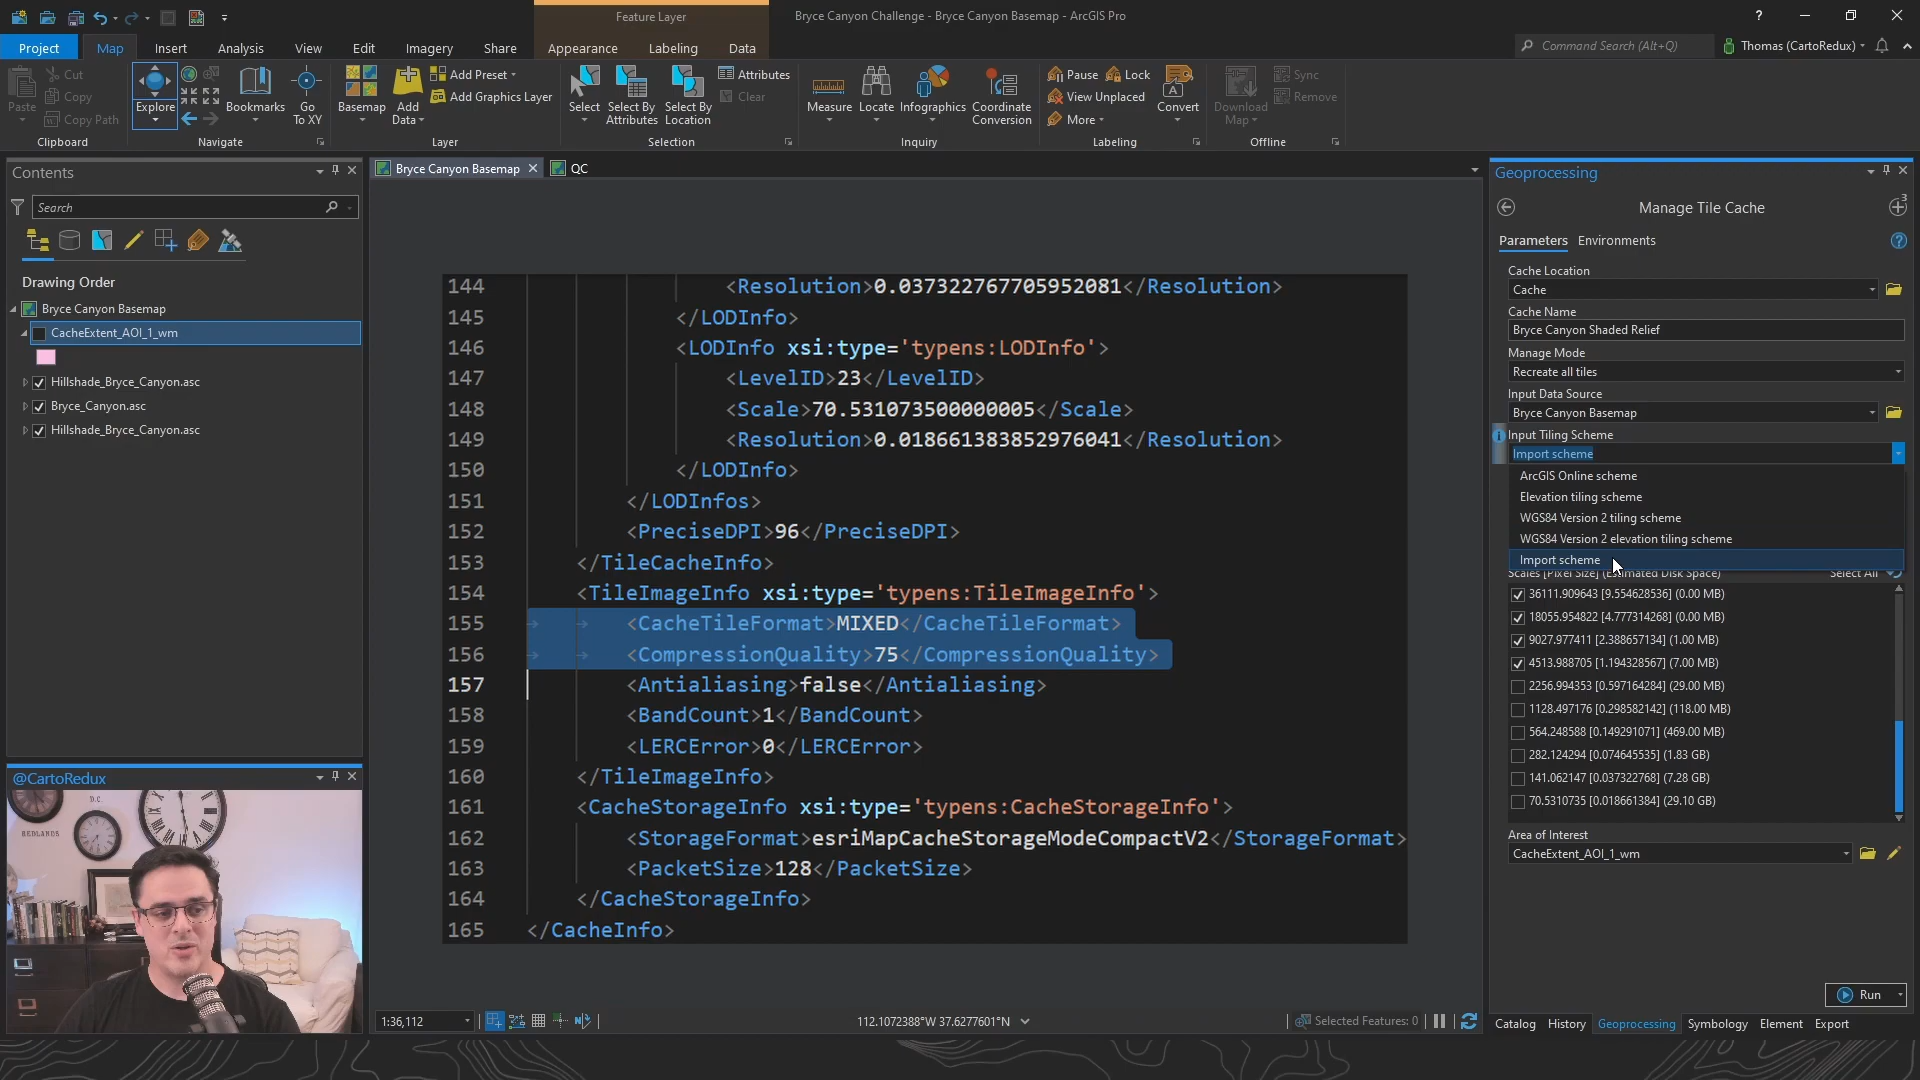 Feature Layer
Bryce Canyon Challenge - Bryce Canyon Basemap - ArcGIS Pro
?
Project
Map
Insert
Analysis
View
Edit
Imagery
Share
Appearance
Labeling
Data
Command Search (Alt+Q)
Thomas (CartoRedux)
Paste
Cut
Copy
Copy Path
Clipboard
Explore
Bookmarks
Go To XY
Navigate
Basemap
Add Data
Add Preset
Add Graphics Layer
Layer
Select
Select By Attributes
Select By Location
Attributes
Clear
Selection
Measure
Locate
Infographics
Coordinate Conversion
Inquiry
Pause
Lock
View Unplaced
More
Convert
Labeling
Download Map
Sync
Remove
Offline
Contents
Search
Drawing Order
Bryce Canyon Basemap
CacheExtent_AOI_1_wm
Hillshade_Bryce_Canyon.asc
Bryce_Canyon.asc
Hillshade_Bryce_Canyon.asc
@CartoRedux
D.C.
REDLANDS
Bryce Canyon Basemap
QC
144 <Resolution>0.037322767705952081</Resolution>
145 </LODInfo>
146 <LODInfo xsi:type='typens:LODInfo'>
147 <LevelID>23</LevelID>
148 <Scale>70.531073500000005</Scale>
149 <Resolution>0.018661383852976041</Resolution>
150 </LODInfo>
151 </LODInfos>
152 <PreciseDPI>96</PreciseDPI>
153 </TileCacheInfo>
154 <TileImageInfo xsi:type='typens:TileImageInfo'>
155 <CacheTileFormat>MIXED</CacheTileFormat>
156 <CompressionQuality>75</CompressionQuality>
157 <Antialiasing>false</Antialiasing>
158 <BandCount>1</BandCount>
159 <LERCError>0</LERCError>
160 </TileImageInfo>
161 <CacheStorageInfo xsi:type='typens:CacheStorageInfo'>
162 <StorageFormat>esriMapCacheStorageModeCompactV2</StorageFormat>
163 <PacketSize>128</PacketSize>
164 </CacheStorageInfo>
165 </CacheInfo>
1:36,112
112.1072388°W 37.6277601°N
Selected Features: 0
Geoprocessing
Manage Tile Cache
3
Parameters
Environments
Cache Location
Cache
Cache Name
Bryce Canyon Shaded Relief
Manage Mode
Recreate all tiles
Input Data Source
Bryce Canyon Basemap
Input Tiling Scheme
Import scheme
ArcGIS Online scheme
Elevation tiling scheme
WGS84 Version 2 tiling scheme
WGS84 Version 2 elevation tiling scheme
Import scheme
Scales [Pixel Size] (Estimated Disk Space)
Select All
36111.909643 [9.554628536] (0.00 MB)
18055.954822 [4.777314268] (0.00 MB)
9027.977411 [2.388657134] (1.00 MB)
4513.988705 [1.194328567] (7.00 MB)
2256.994353 [0.597164284] (29.00 MB)
1128.497176 [0.298582142] (118.00 MB)
564.248588 [0.149291071] (469.00 MB)
282.124294 [0.074645535] (1.83 GB)
141.062147 [0.037322768] (7.28 GB)
70.5310735 [0.018661384] (29.10 GB)
Area of Interest
CacheExtent_AOI_1_wm
Run
Catalog
History
Geoprocessing
Symbology
Element
Export